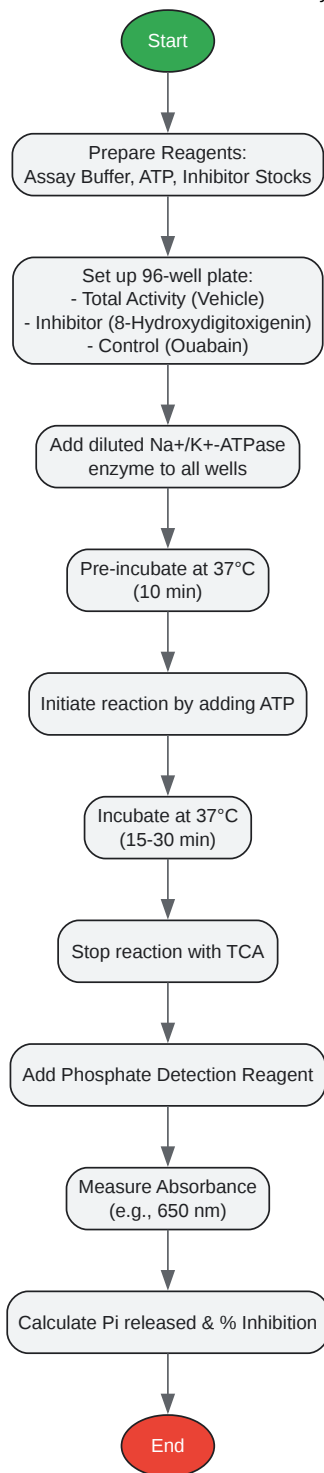 Start
Prepare Reagents:
Assay Buffer, ATP, Inhibitor Stocks
Set up 96-well plate:
- Total Activity (Vehicle)
- Inhibitor (8-Hydroxydigitoxigenin)
- Control (Ouabain)
Add diluted Na+/K+-ATPase
enzyme to all wells
Pre-incubate at 37°C
(10 min)
Initiate reaction by adding ATP
Incubate at 37°C
(15-30 min)
Stop reaction with TCA
Add Phosphate Detection Reagent
Measure Absorbance
(e.g., 650 nm)
Calculate Pi released & % Inhibition
End